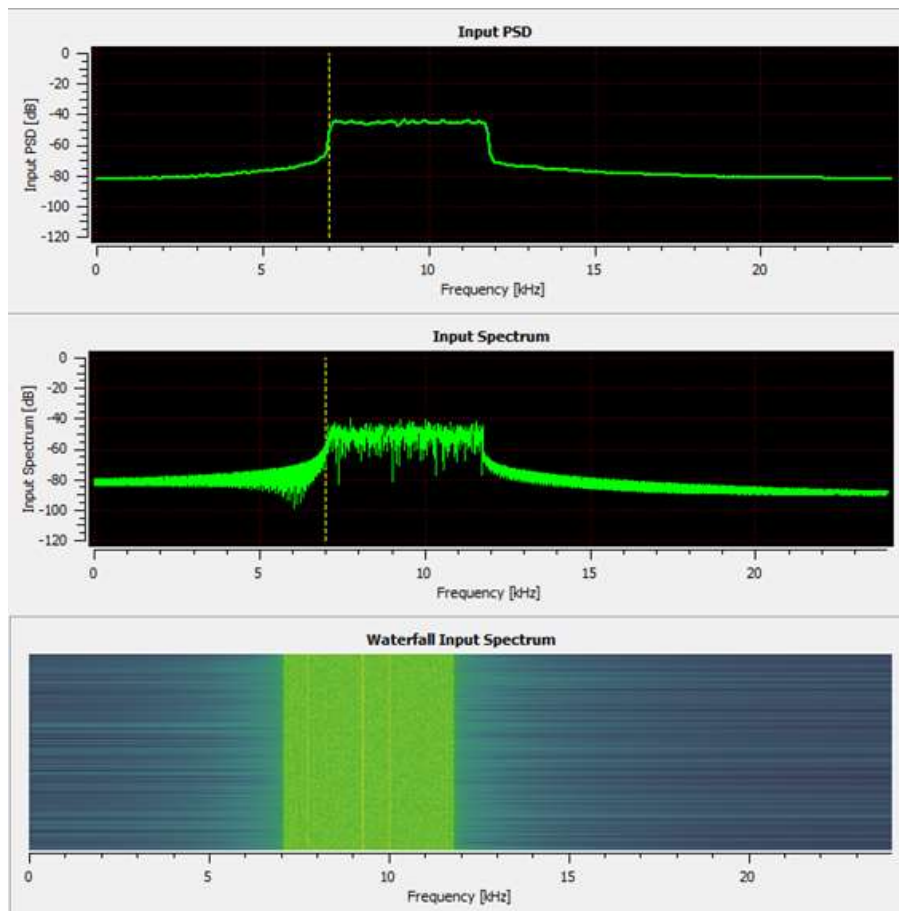 Input PSD
Input PSD [dB]
0
-20
-40
-60
-80
-100
-120
0 5 10 15 20
Frequency [kHz]
Input Spectrum
Input Spectrum [dB]
0
-20
-40
-60
-80
-100
-120
0 5 10 15 20
Frequency [kHz]
Waterfall Input Spectrum
0 5 10 15 20
Frequency [kHz]